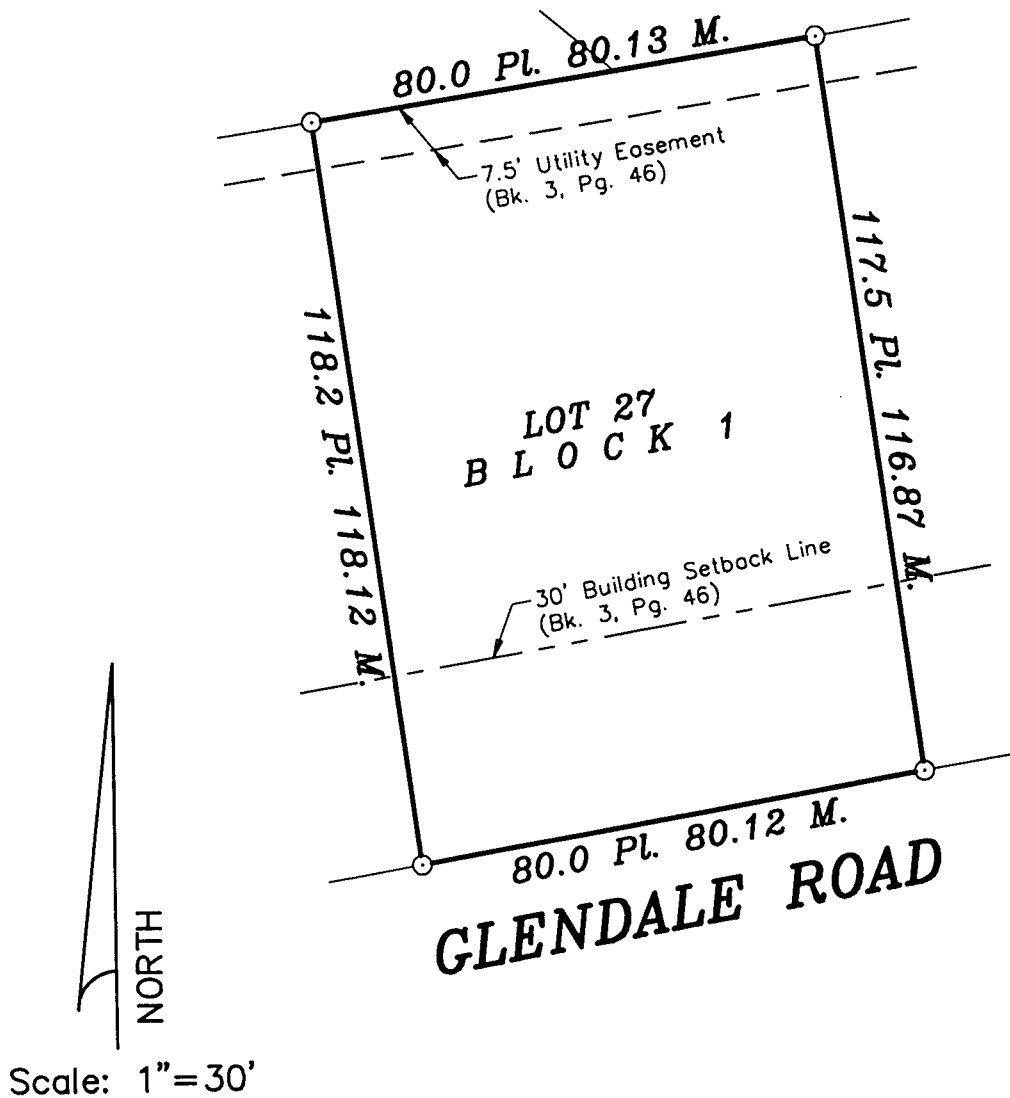 80.0 Pl. 80.13 M.
7.5' Utility Easement
(Bk. 3, Pg. 46)
117.5 Pl. 116.87 M.
118.2 Pl. 118.12 M.
LOT 27
BLOCK 1
30' Building Setback Line
(Bk. 3, Pg. 46)
80.0 Pl. 80.12 M.
GLENDALE ROAD
NORTH
Scale: 1"=30'